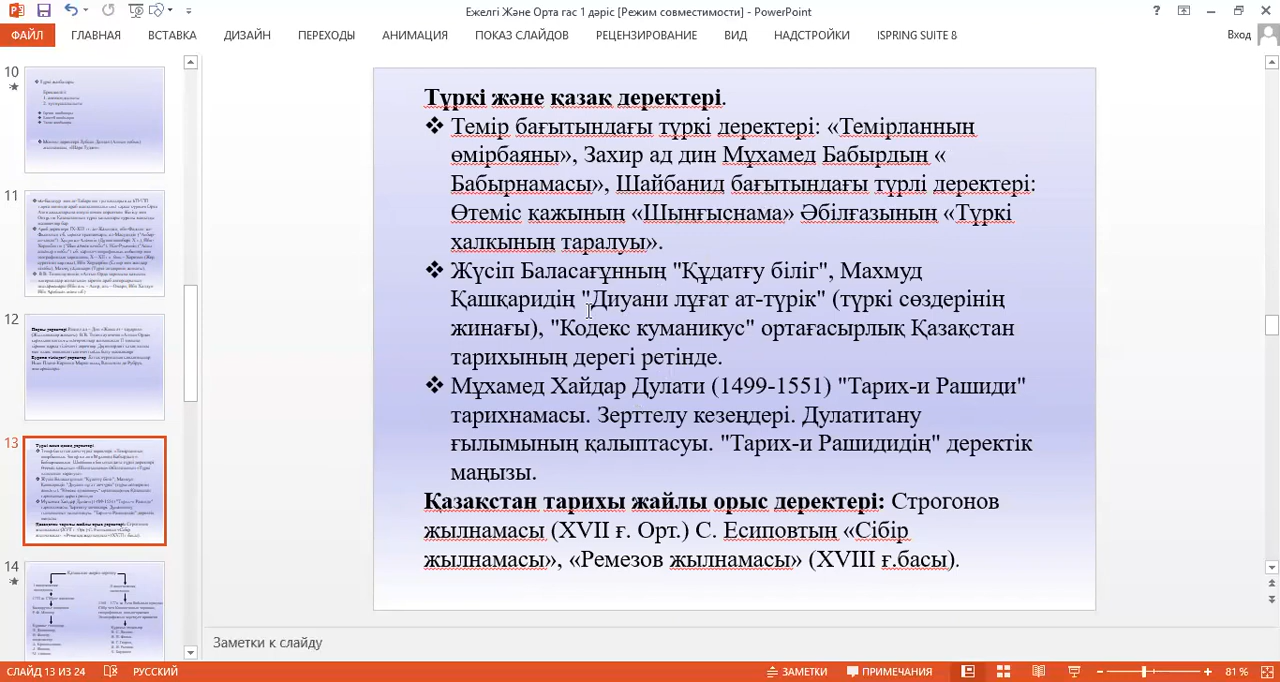 Ежелгі Және Орта гас 1 дәріс [Режим совместимости] - PowerPoint
ФАЙЛ ГЛАВНАЯ ВСТАВКА ДИЗАЙН ПЕРЕХОДЫ АНИМАЦИЯ ПОКАЗ СЛАЙДОВ РЕЦЕНЗИРОВАНИЕ ВИД НАДСТРОЙКИ ISPRING SUITE 8 Вход
10
11
12
13
14
Түркі және қазақ деректері.
❖ Темір бағытындағы түркі деректері: «Темірланның
өмірбаяны», Захир ад дин Мұхамед Бабырдың «
Бабырнамасы», Шайбанид бағытындағы түрлі деректері:
Өтеміс қажының «Шыңғыснама» Әбілғазының «Түркі
халқының таралуы».
❖ Жүсіп Баласағұнның "Құдатғу біліг", Махмуд
Қашқаридің "Диуани лұғат ат-түрік" (түркі сөздерінің
жинағы), "Кодекс куманикус" ортағасырлық Қазақстан
тарихының дерегі ретінде.
❖ Мұхамед Хайдар Дулати (1499-1551) "Тарих-и Рашиди"
тарихнамасы. Зерттелу кезеңдері. Дулатитану
ғылымының қалыптасуы. "Тарих-и Рашидидің" деректік
маңызы.
Қазақстан тарихы жайлы орыс деректері: Строгонов
жылнамасы (XVII ғ. Орт.) С. Есиповтың «Сібір
жылнамасы», «Ремезов жылнамасы» (XVIII ғ.басы).
Заметки к слайду
СЛАЙД 13 ИЗ 24 РУССКИЙ ЗАМЕТКИ ПРИМЕЧАНИЯ 81 %